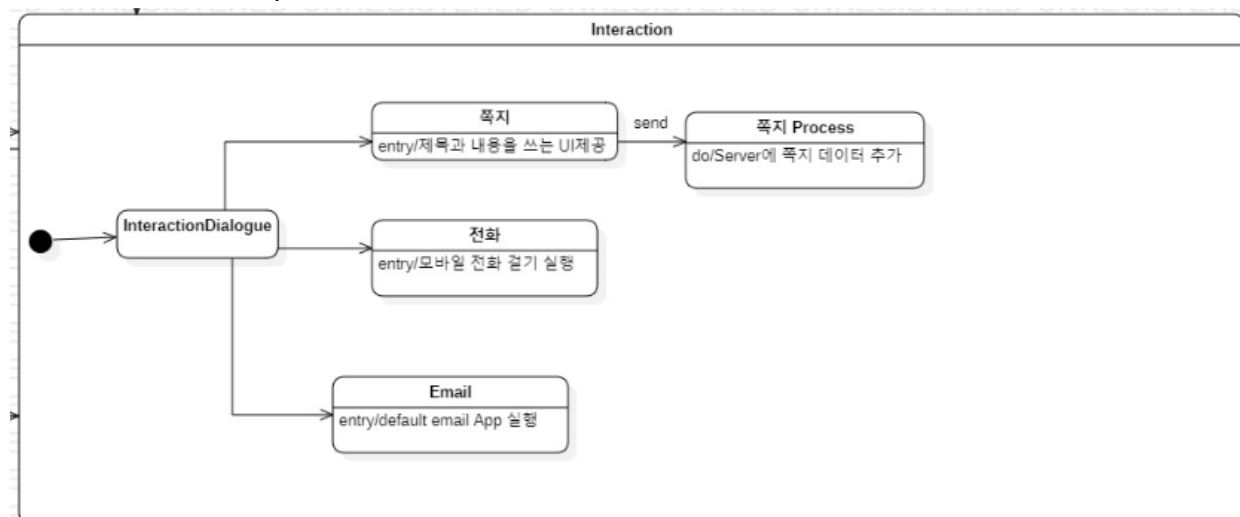 Interaction
쪽지
entry/제목과 내용을 쓰는 UI제공
send
쪽지 Process
do/Server에 쪽지 데이터 추가
InteractionDialogue
전화
entry/모바일 전화 걸기 실행
Email
entry/default email App 실행